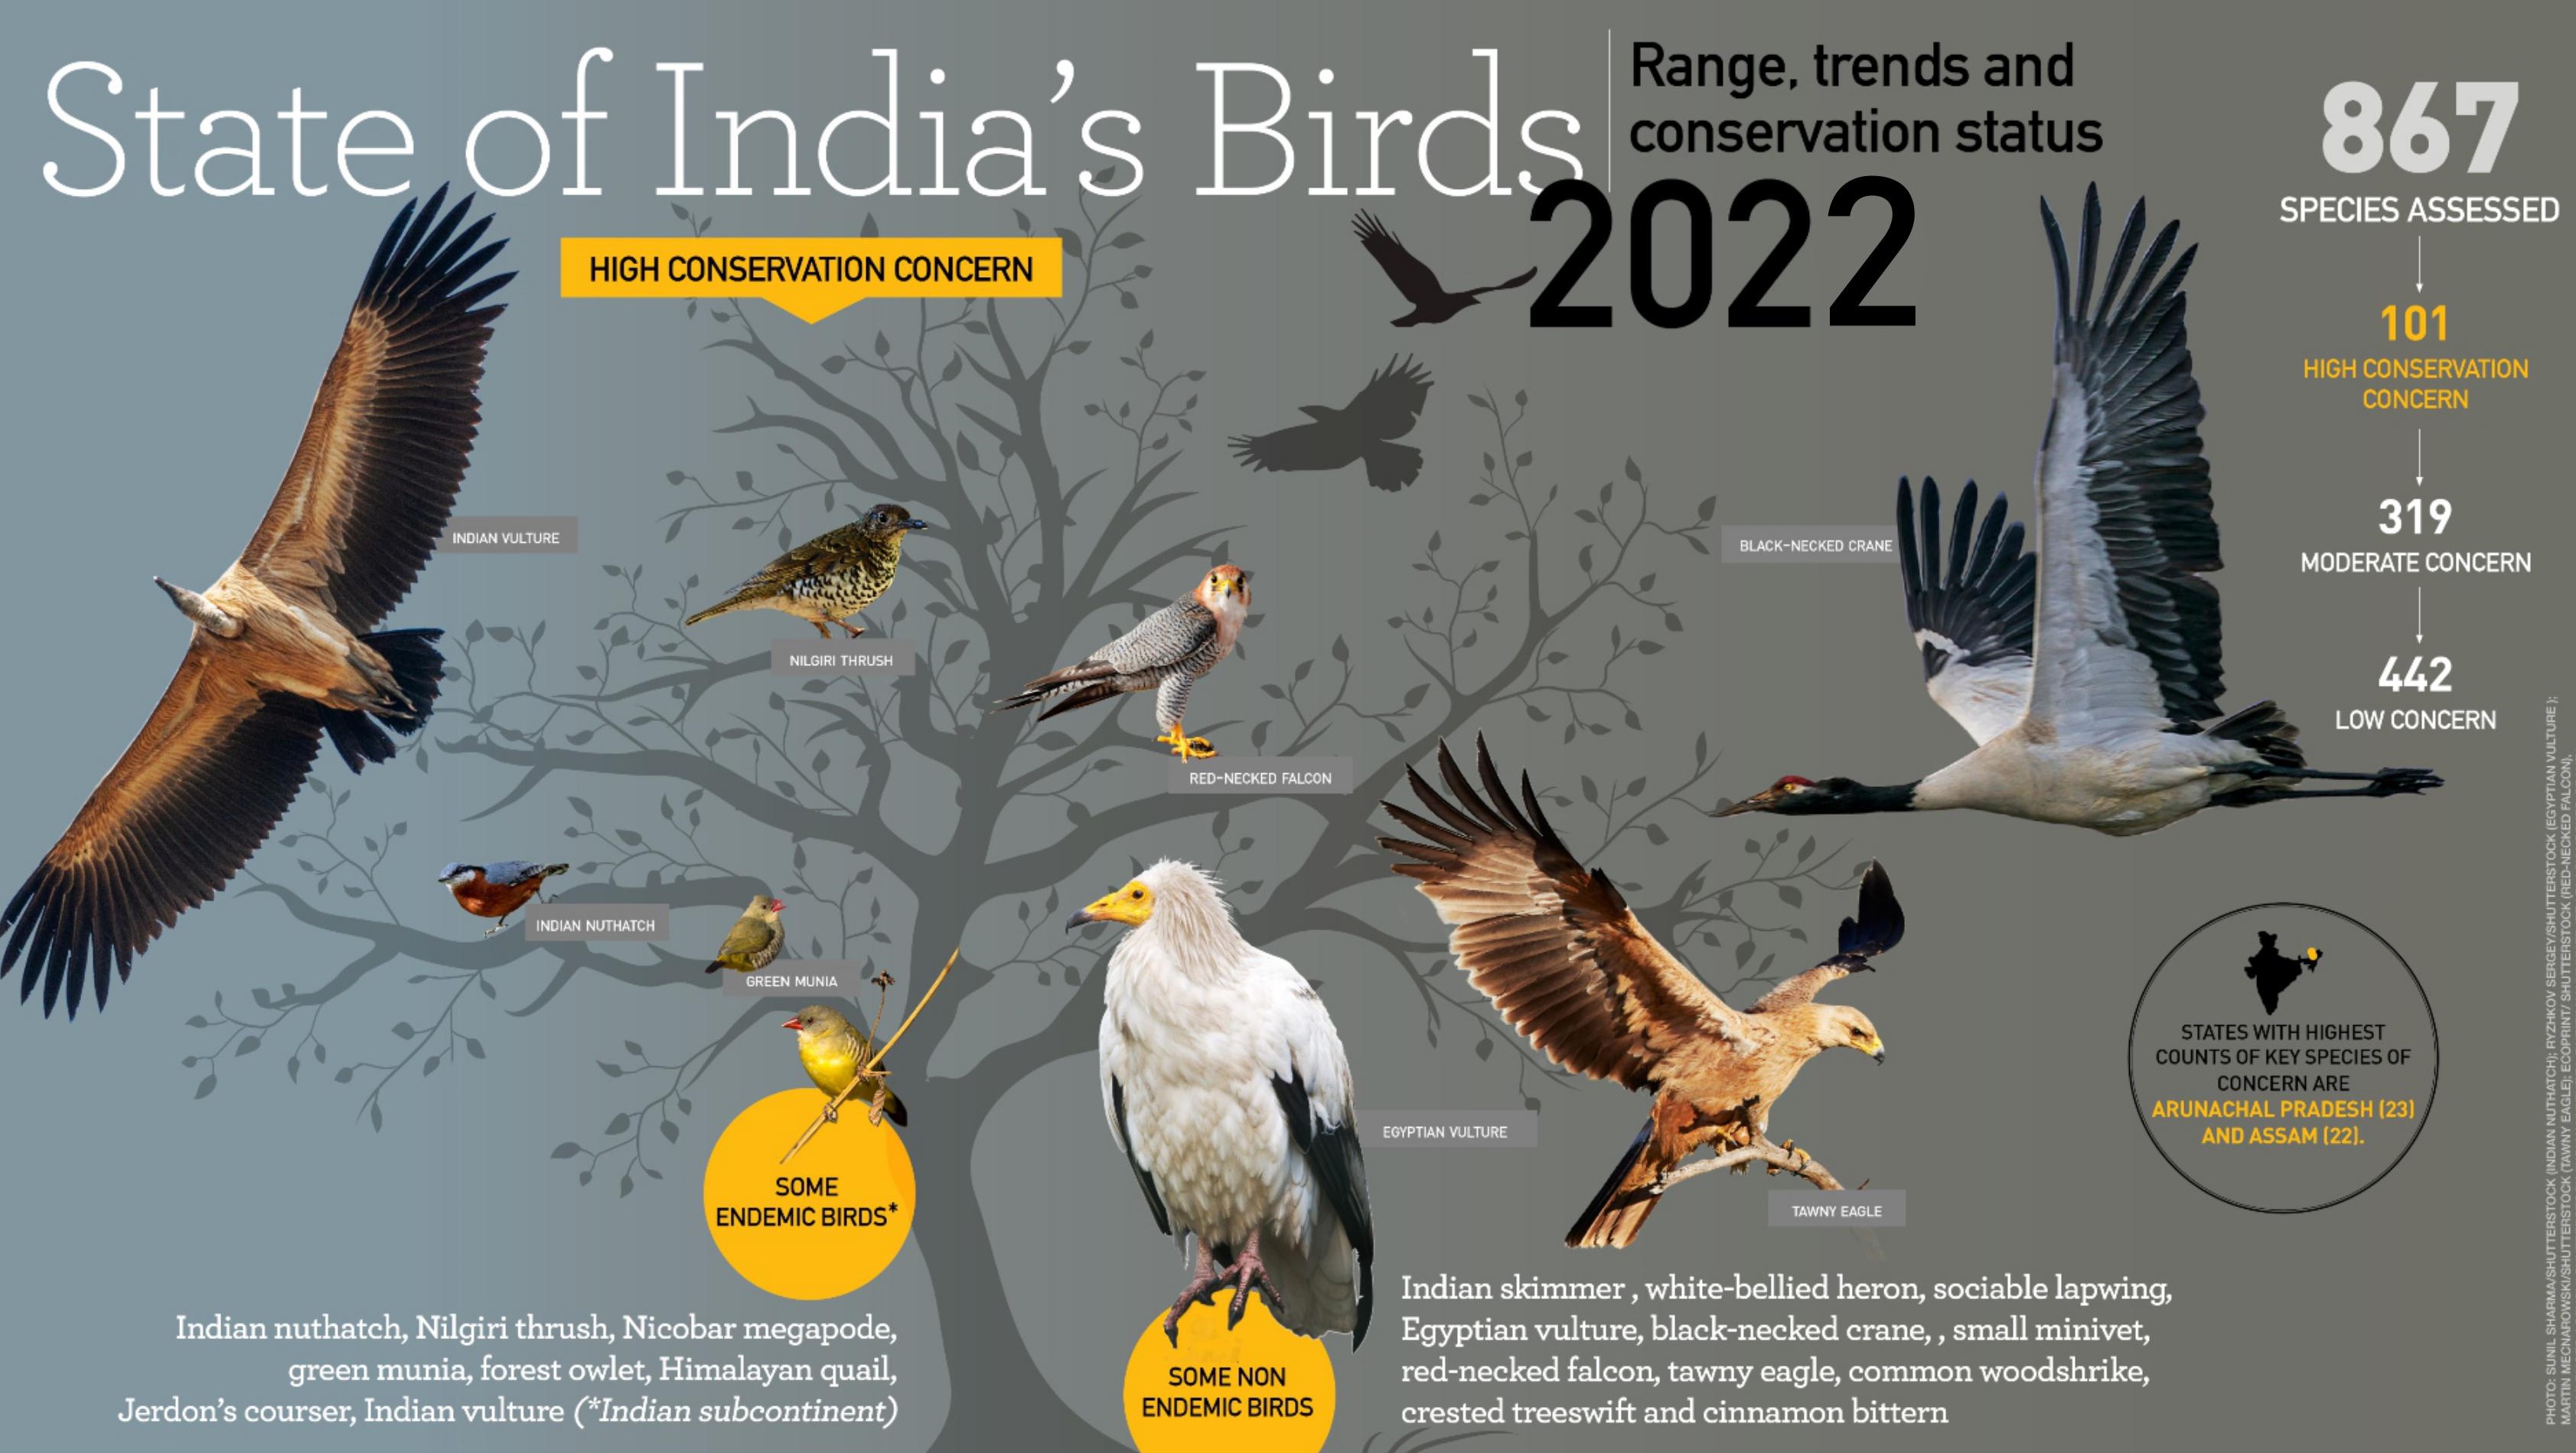 State of India's Birds
Range, trends and
conservation status
2022
867
SPECIES ASSESSED
101
HIGH CONSERVATION
CONCERN
319
MODERATE CONCERN
442
LOW CONCERN
HIGH CONSERVATION CONCERN
INDIAN VULTURE
NILGIRI THRUSH
RED-NECKED FALCON
BLACK-NECKED CRANE
INDIAN NUTHATCH
GREEN MUNIA
EGYPTIAN VULTURE
TAWNY EAGLE
STATES WITH HIGHEST
COUNTS OF KEY SPECIES OF
CONCERN ARE
ARUNACHAL PRADESH (23)
AND ASSAM (22).
SOME
ENDEMIC BIRDS*
Indian nuthatch, Nilgiri thrush, Nicobar megapode,
green munia, forest owlet, Himalayan quail,
Jerdon's courser, Indian vulture (*Indian subcontinent)
SOME NON
ENDEMIC BIRDS
Indian skimmer , white-bellied heron, sociable lapwing,
Egyptian vulture, black-necked crane, , small minivet,
red-necked falcon, tawny eagle, common woodshrike,
crested treeswift and cinnamon bittern
PHOTO: SUNIL SHARMA/SHUTTERSTOCK (INDIAN NUTHATCH); RYZHKOV SERGEY/SHUTTERSTOCK (EGYPTIAN VULTURE );
MARTIN MECNAROWSKI/SHUTTERSTOCK (TAWNY EAGLE); ECOPRINT/ SHUTTERSTOCK (RED-NECKED FALCON),